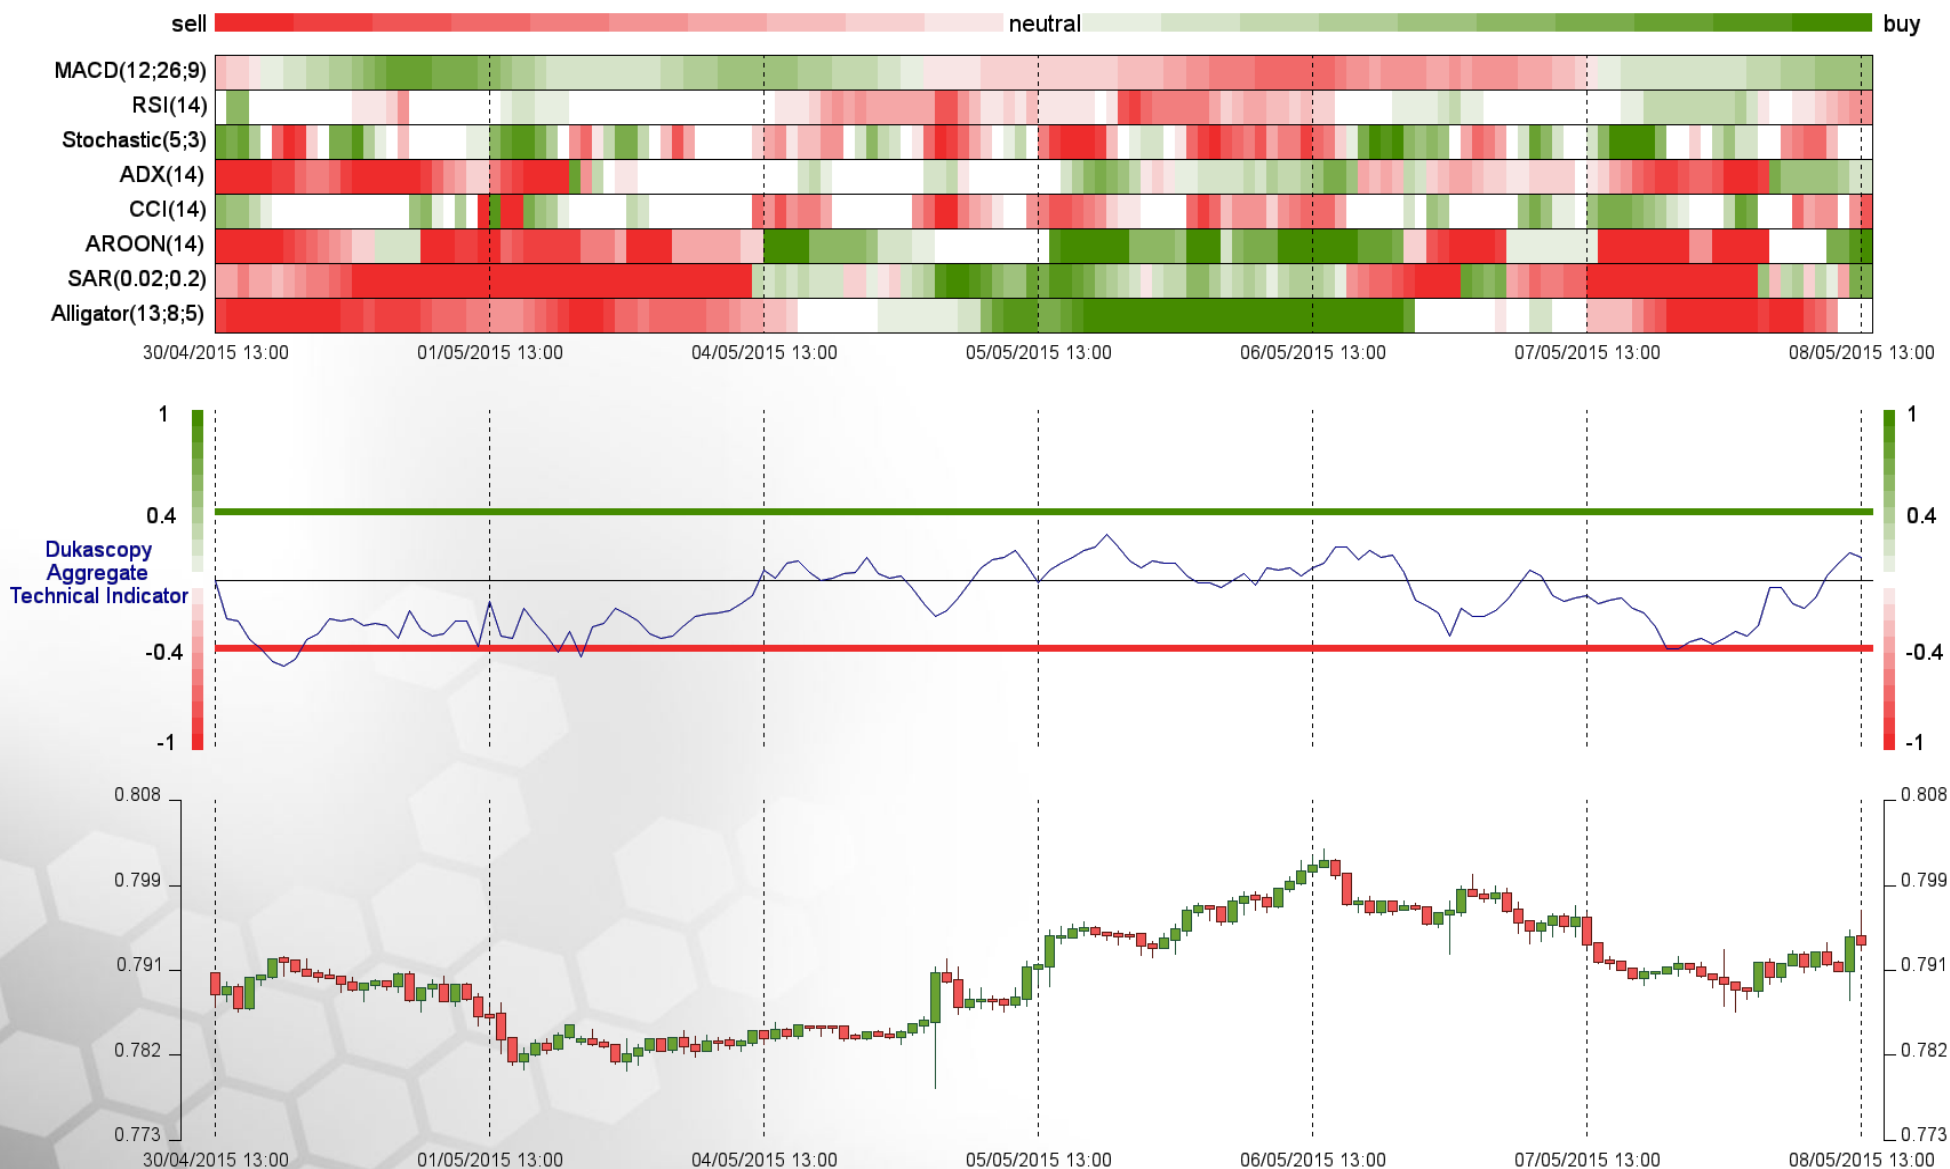 sell neutral buy
MACD(12;26;9)
RSI(14)
Stochastic(5;3)
ADX(14)
CCI(14)
AROON(14)
SAR(0.02;0.2)
Alligator(13;8;5)
30/04/2015 13:00 01/05/2015 13:00 04/05/2015 13:00 05/05/2015 13:00 06/05/2015 13:00 07/05/2015 13:00 08/05/2015 13:00
1 1
0.4 0.4
Dukascopy
Aggregate
Technical Indicator
-0.4 -0.4
-1 -1
0.808 0.808
0.799 0.799
0.791 0.791
0.782 0.782
0.773 0.773
30/04/2015 13:00 01/05/2015 13:00 04/05/2015 13:00 05/05/2015 13:00 06/05/2015 13:00 07/05/2015 13:00 08/05/2015 13:00